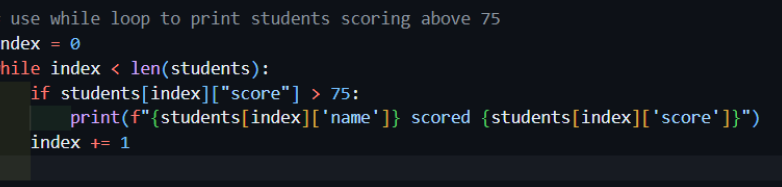 use while loop to print students scoring above 75
ndex = 0
hile index < len(students):
    if students[index]["score"] > 75:
        print(f"{students[index]['name']} scored {students[index]['score']}")
    index += 1